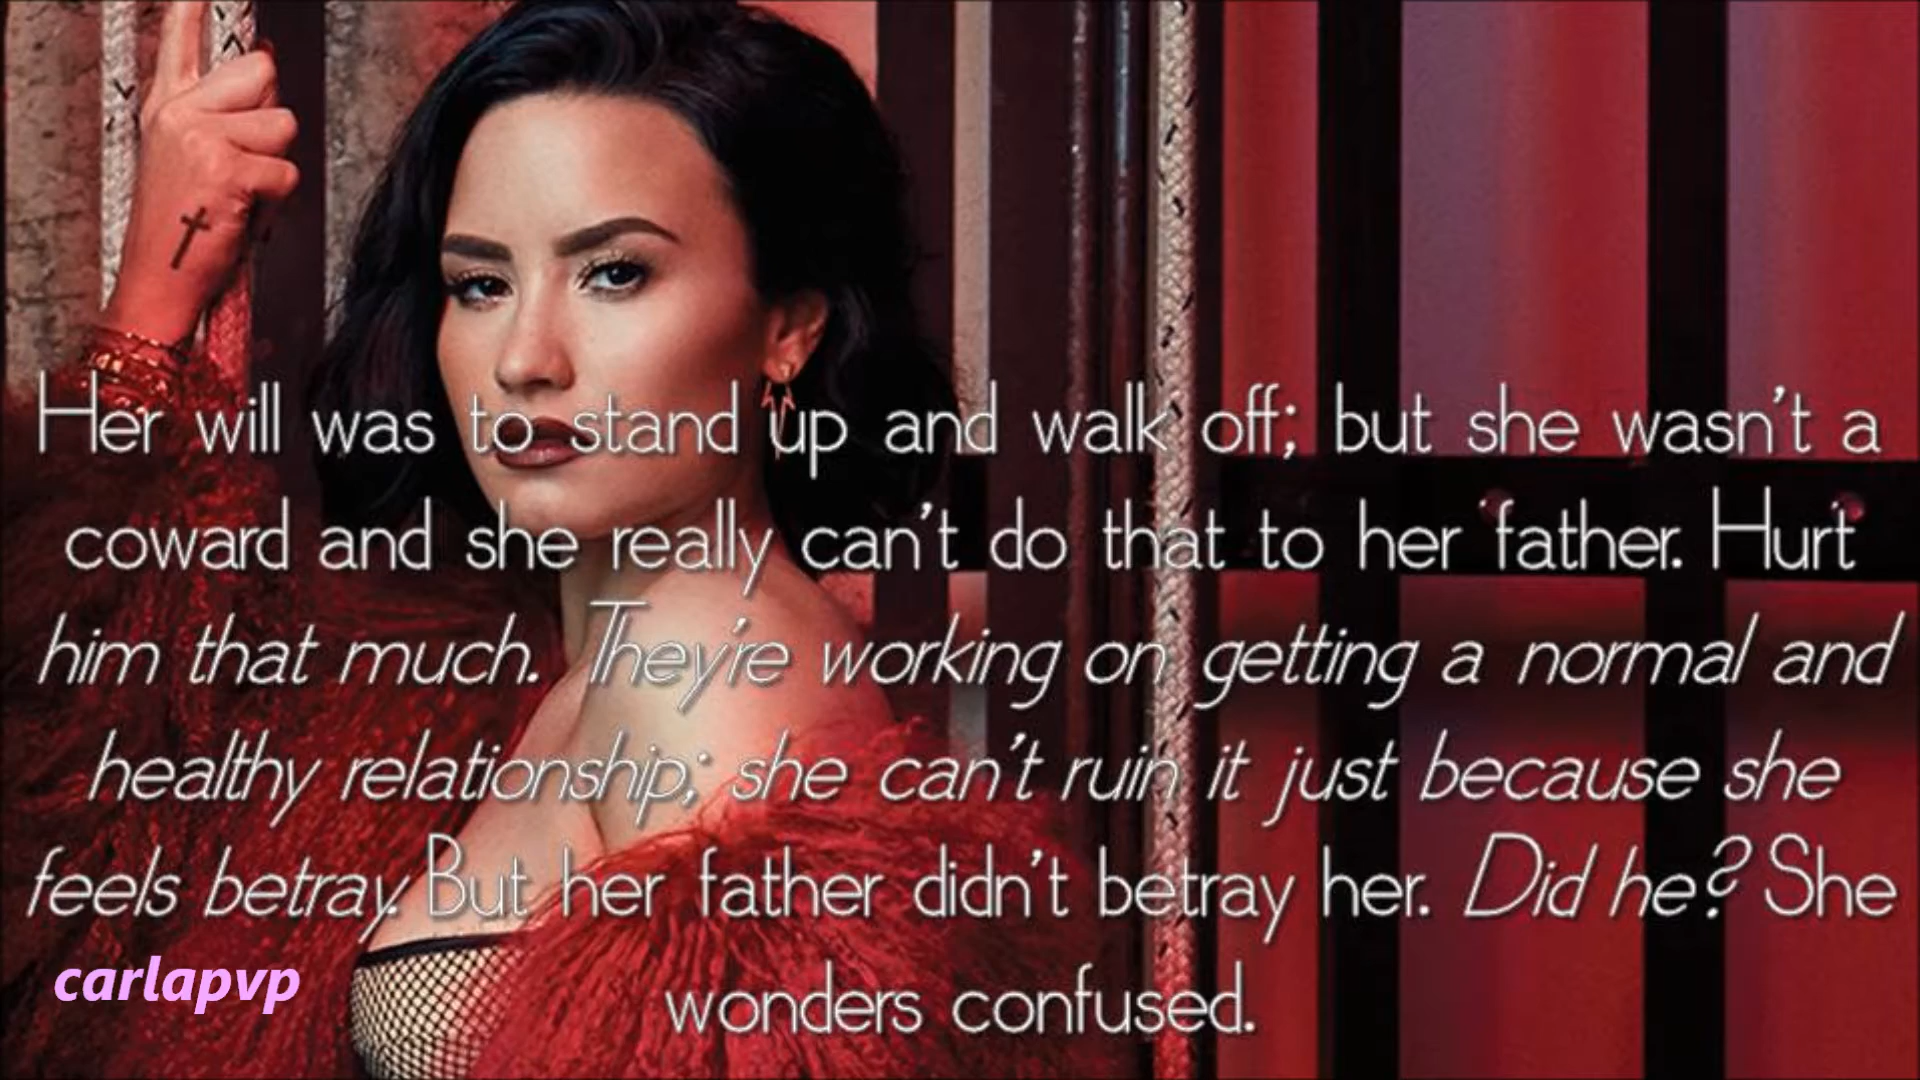 Her will was to stand up and walk off; but she wasn't a
coward and she really can't do that to her father. Hurt
him that much. They're working on getting a normal and
healthy relationship; she can't ruin it just because she
feels betray. But her father didn't betray her. Did he? She
wonders confused.
carlapvp